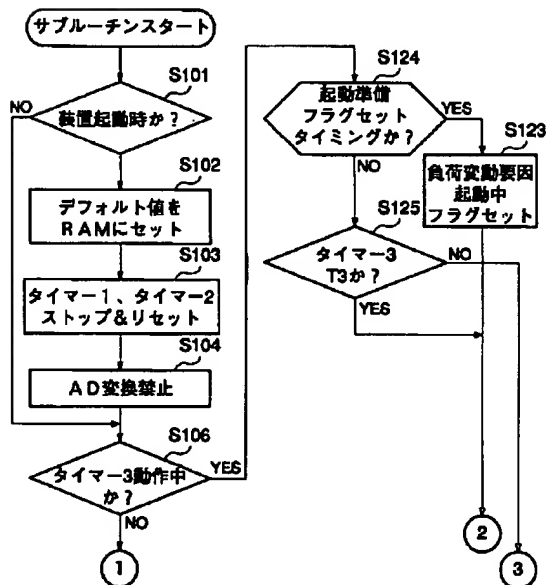 サブルーチンスタート
S101
NO
装置起動時か？
S102
デフォルト値を
RAMにセット
S103
タイマー1、タイマー2
ストップ&リセット
S104
AD変換禁止
S106
タイマー3動作中
か？
YES
NO
1
S124
起動準備
フラグセット
タイミングか？
YES
NO
S123
負荷変動要因
起動中
フラグセット
S125
タイマー3
T3か？
NO
YES
2
3